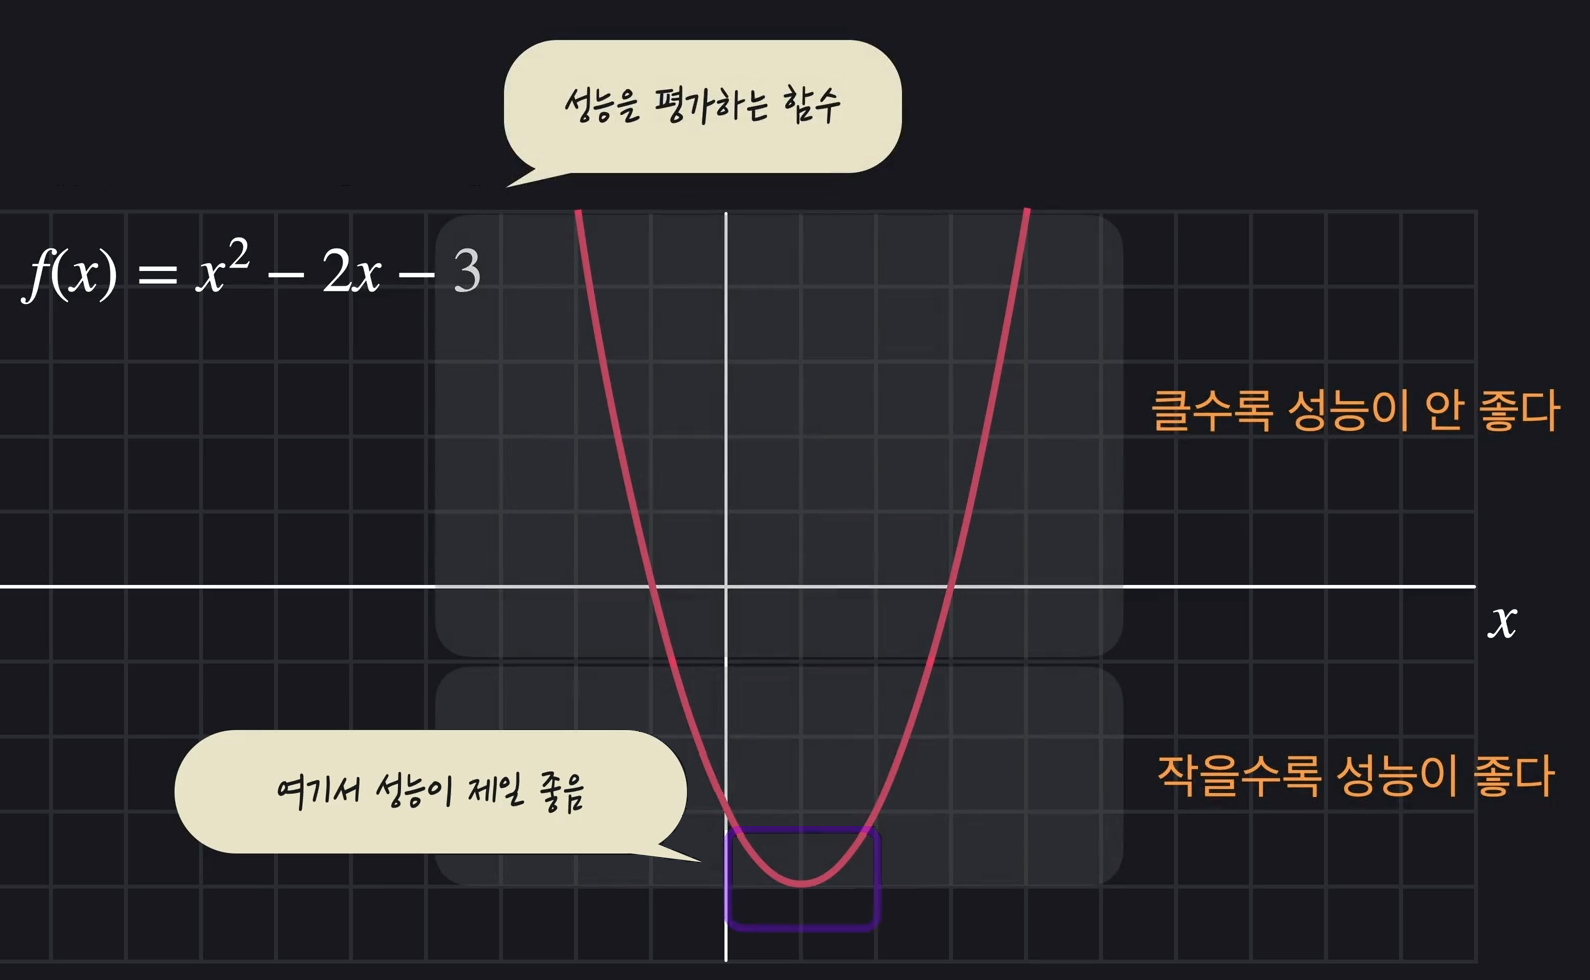 성능을 평가하는 함수
f(x) = x² − 2x − 3
클수록 성능이 안 좋다
x
작을수록 성능이 좋다
여기서 성능이 제일 좋음